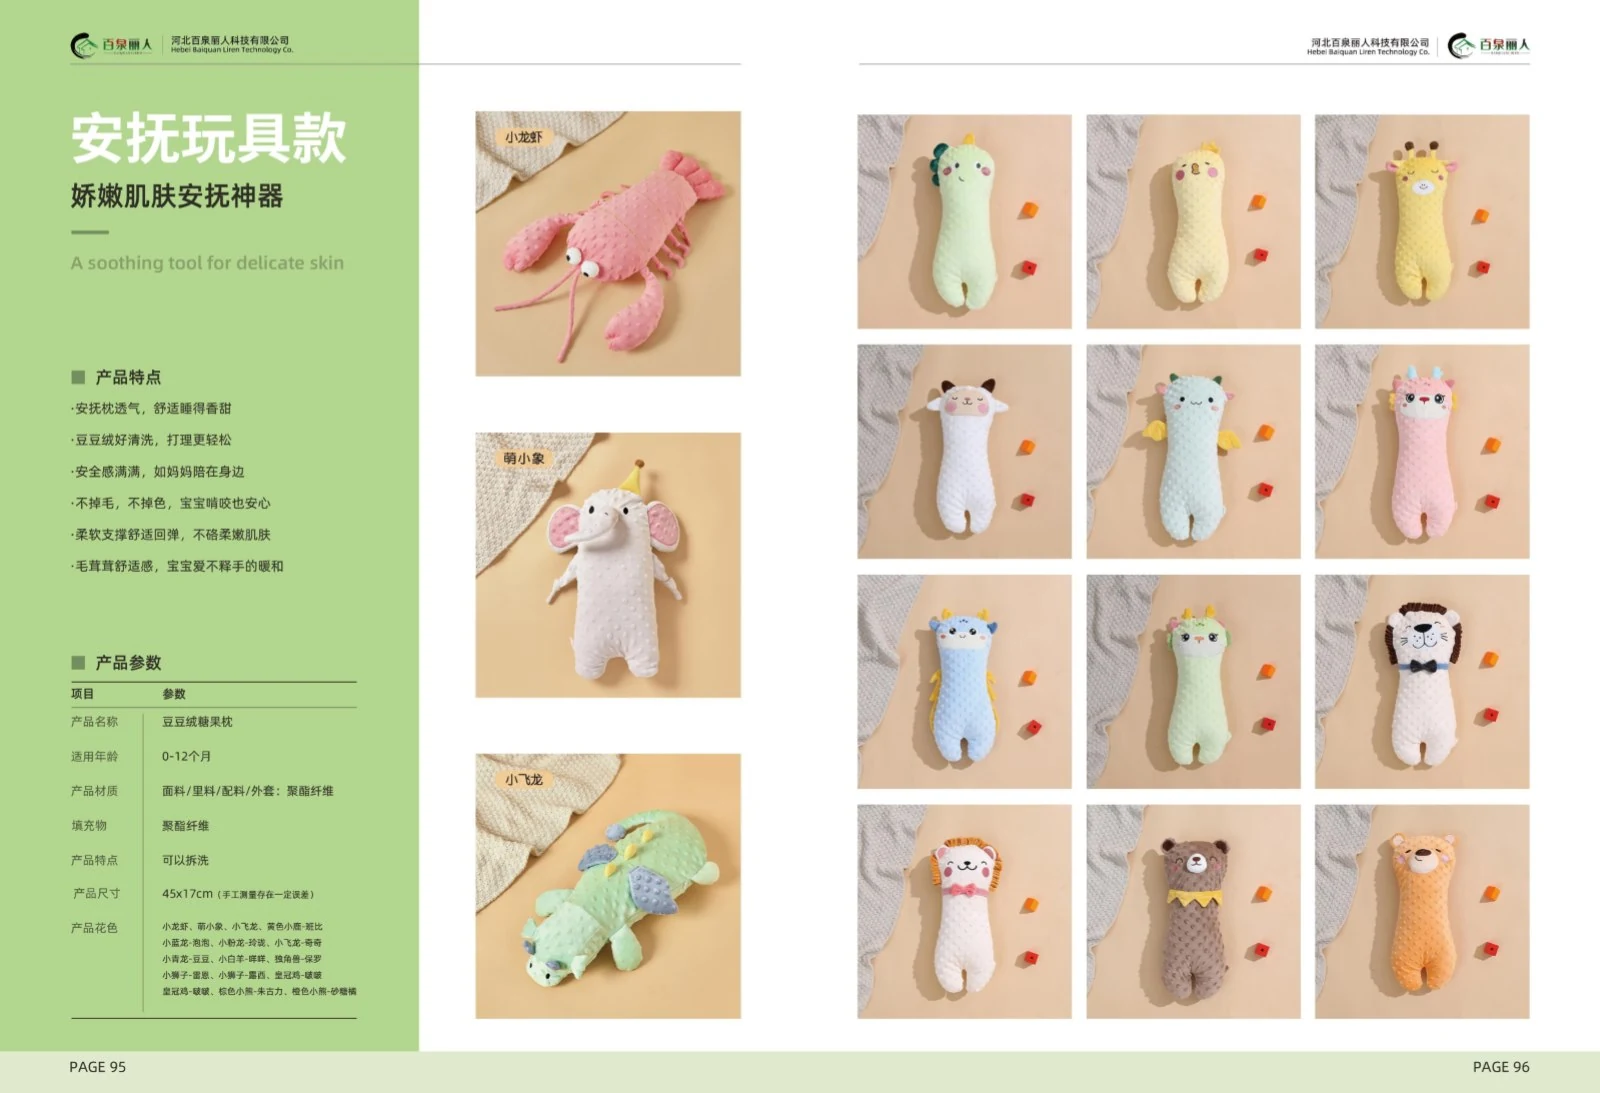 百泉丽人
河北百泉丽人科技有限公司
Hebei Baiquan Liren Technology Co.
安抚玩具款
娇嫩肌肤安抚神器
A soothing tool for delicate skin
产品特点
·安抚枕透气，舒适睡得香甜
·豆豆绒好清洗，打理更轻松
·安全感满满，如妈妈陪在身边
·不掉毛，不掉色，宝宝啃咬也安心
·柔软支撑舒适回弹，不硌柔嫩肌肤
·毛茸茸舒适感，宝宝爱不释手的暖和
产品参数
项目 参数
产品名称 豆豆绒糖果枕
适用年龄 0-12个月
产品材质 面料/里料/配料/外套：聚酯纤维
填充物 聚酯纤维
产品特点 可以拆洗
产品尺寸 45x17cm（手工测量存在一定误差）
产品花色 小龙虾、萌小象、小飞龙、黄色小鹿-班比
小蓝龙-泡泡、小粉龙-玲珑、小飞龙-奇奇
小青龙-豆豆、小白羊-咩咩、独角兽-保罗
小狮子-雷恩、小狮子-露西、皇冠鸡-啵啵
皇冠鸡-啵啵、棕色小熊-朱古力、橙色小熊-砂糖橘
PAGE 95
小龙虾
萌小象
小飞龙
河北百泉丽人科技有限公司
Hebei Baiquan Liren Technology Co.
百泉丽人
PAGE 96